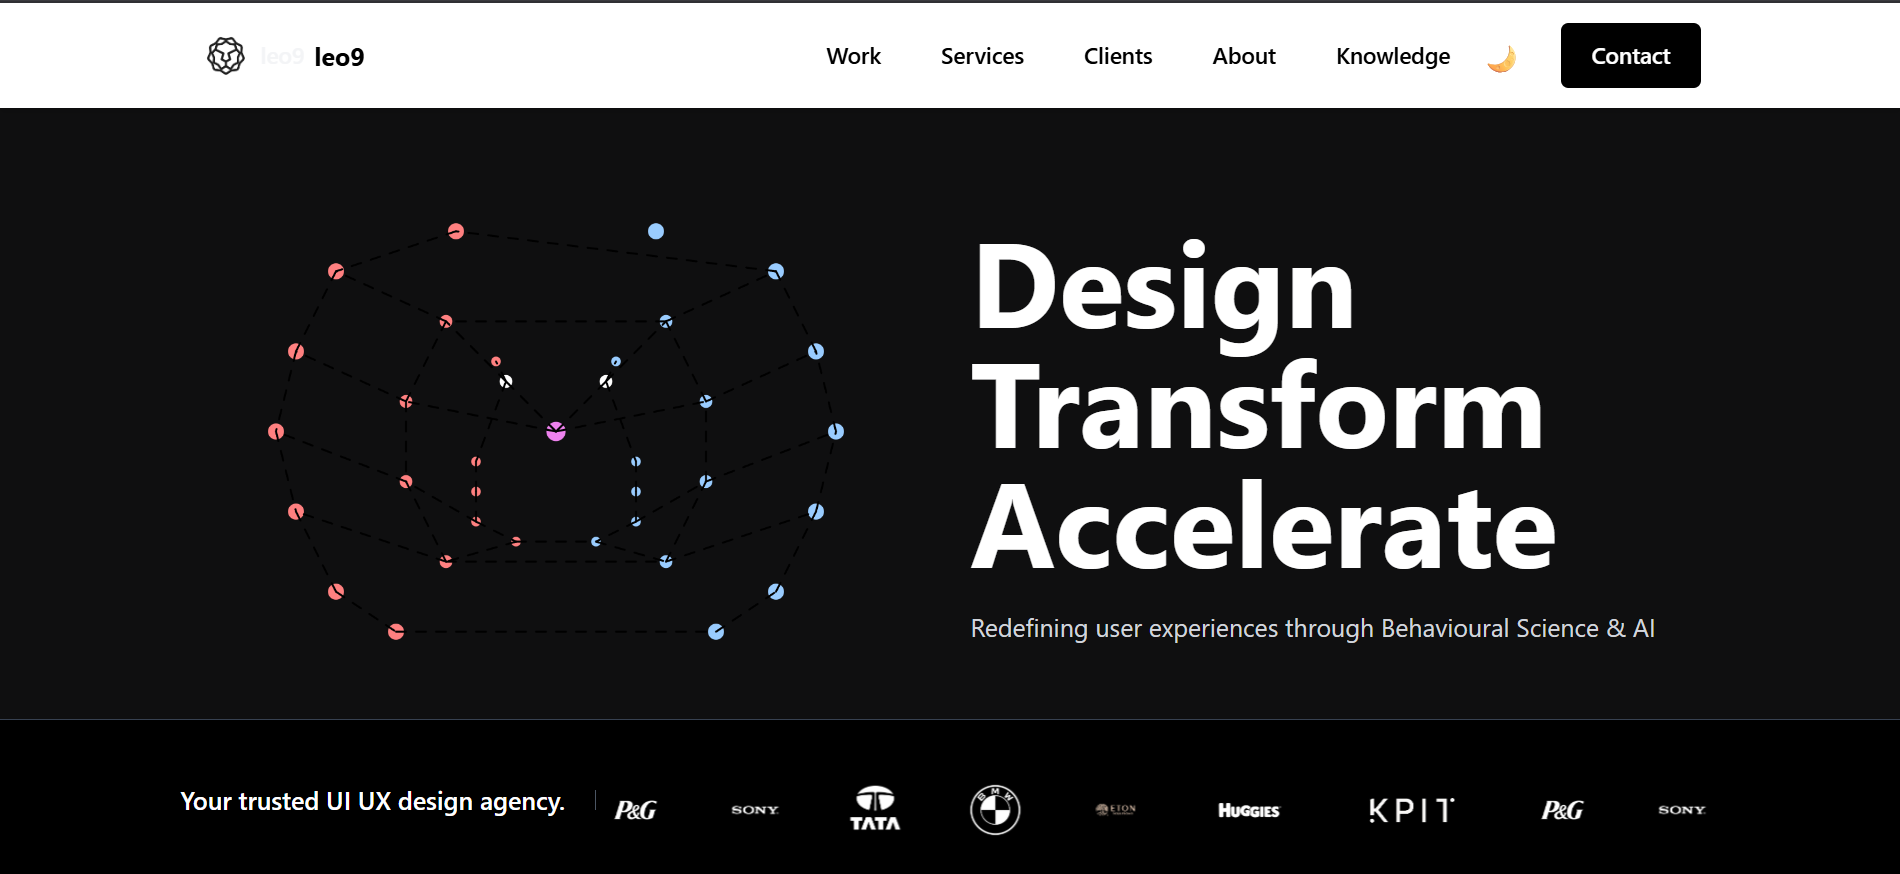 leo9 leo9
Work Services Clients About Knowledge Contact
Design
Transform
Accelerate
Redefining user experiences through Behavioural Science & AI
Your trusted UI UX design agency.
P&G SONY TATA BMW ETON HUGGIES KPIT P&G SONY